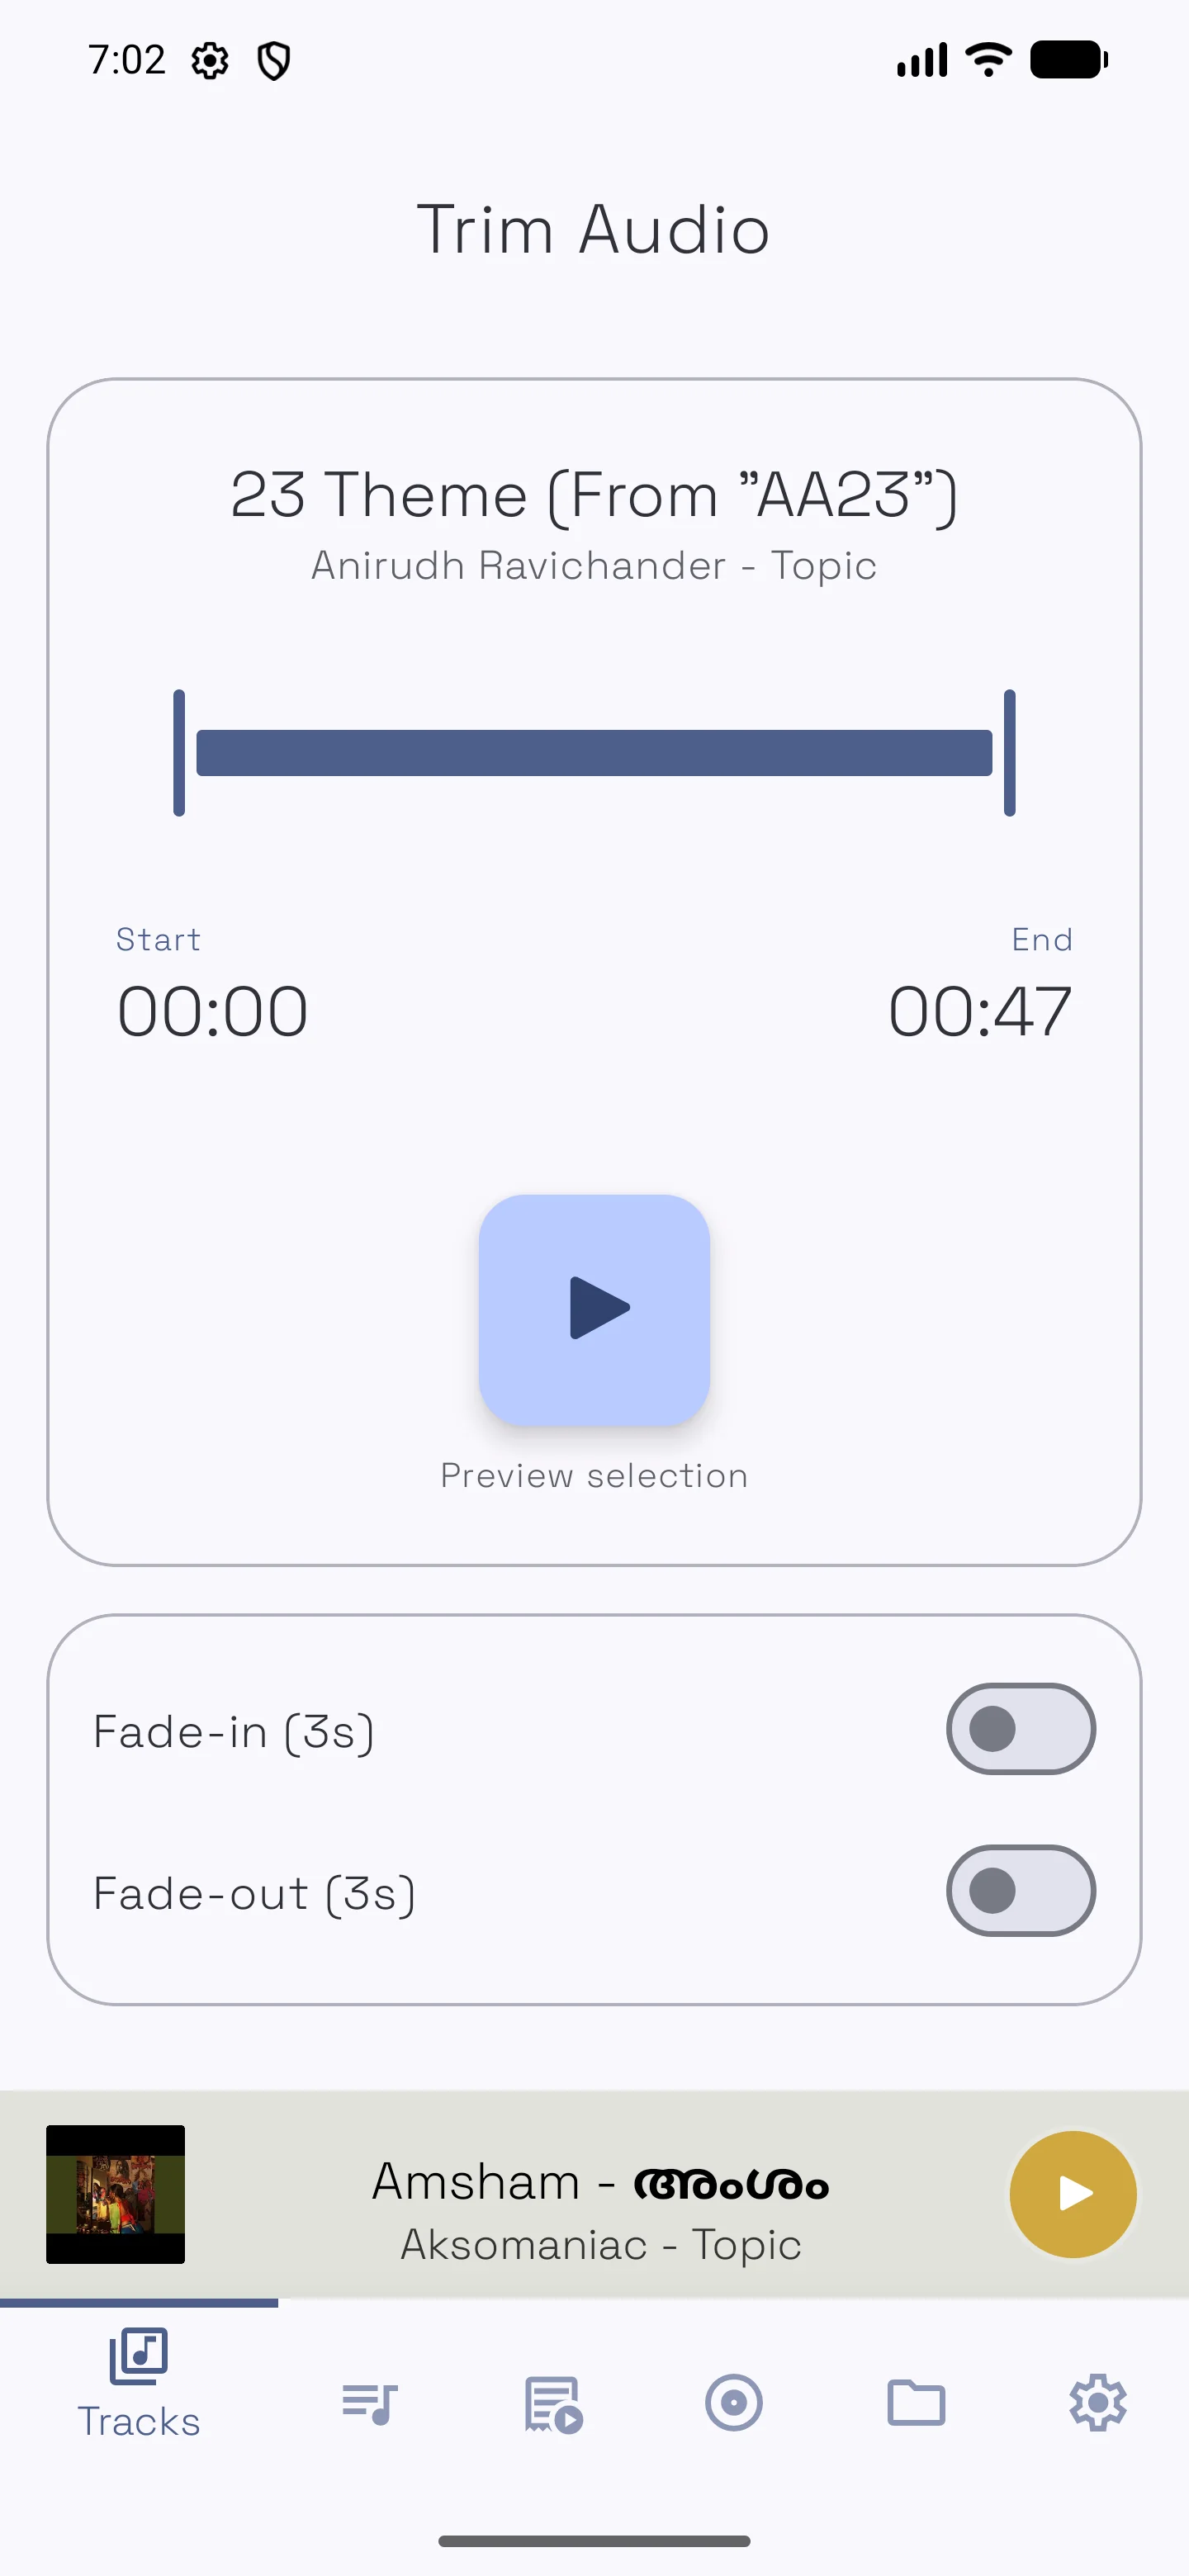 7:02
Trim Audio
23 Theme (From "AA23")
Anirudh Ravichander - Topic
Start
End
00:00
00:47
Preview selection
Fade-in (3s)
Fade-out (3s)
Amsham - അംശം
Aksomaniac - Topic
Tracks